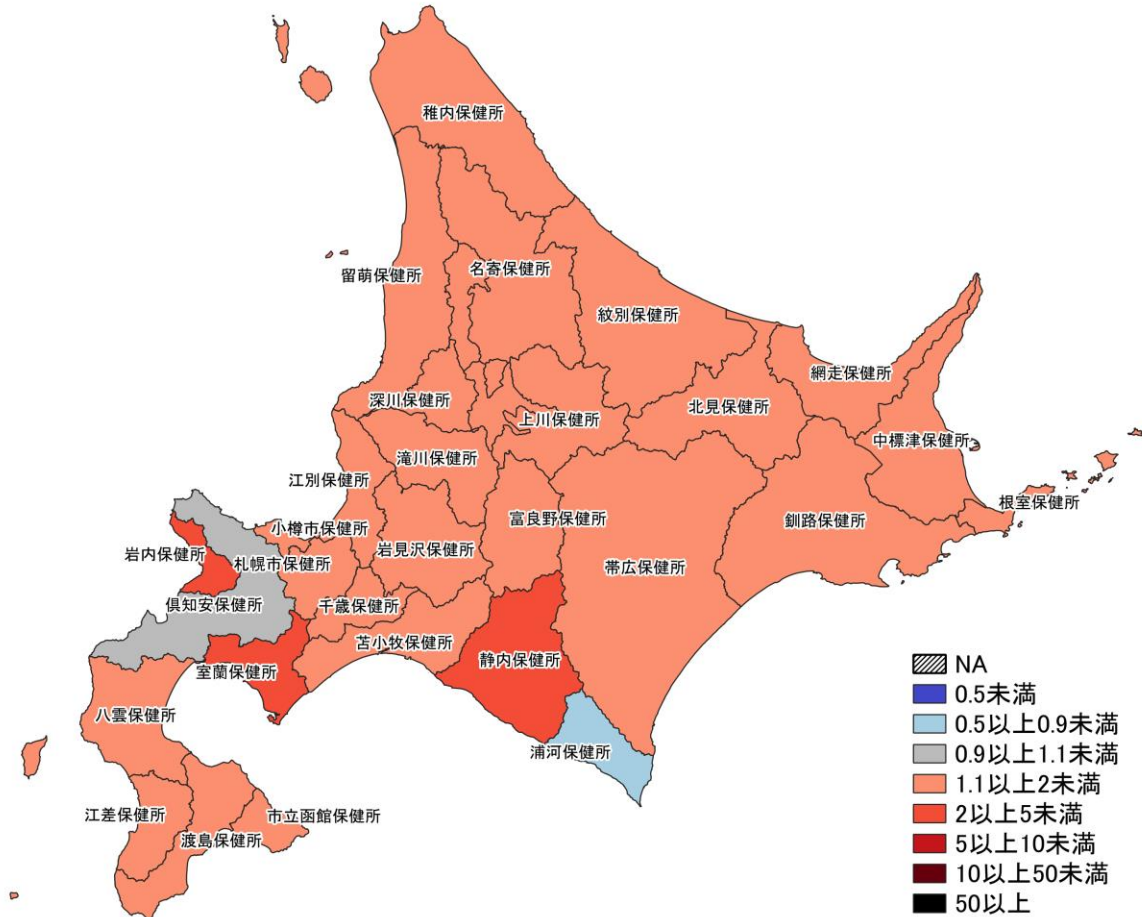 稚内保健所
名寄保健所
留萌保健所
紋別保健所
網走保健所
深川保健所
上川保健所
北見保健所
中標津保健所
滝川保健所
江別保健所
根室保健所
富良野保健所
釧路保健所
小樽市保健所
岩見沢保健所
岩内保健所
札幌市保健所
帯広保健所
倶知安保健所
千歳保健所
苫小牧保健所
静内保健所
室蘭保健所
八雲保健所
浦河保健所
江差保健所
市立函館保健所
渡島保健所
NA
0.5未満
0.5以上0.9未満
0.9以上1.1未満
1.1以上2未満
2以上5未満
5以上10未満
10以上50未満
50以上